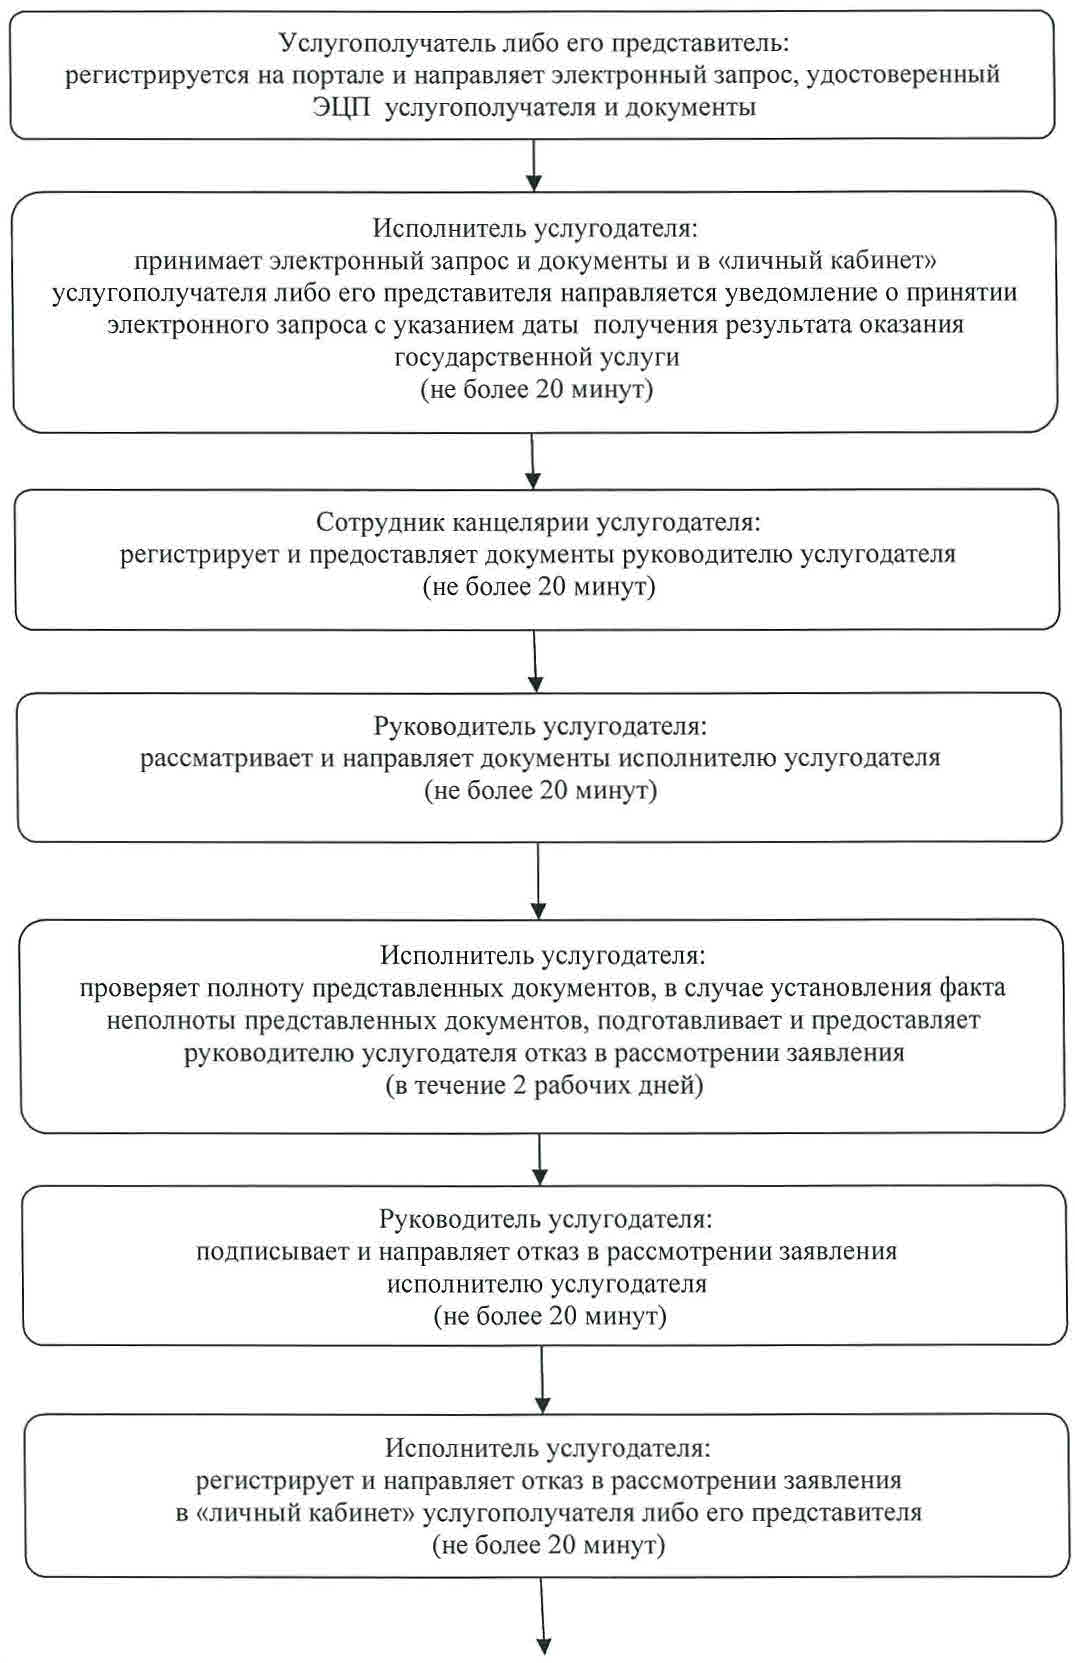 Услугополучатель либо его представитель:
регистрируется на портале и направляет электронный запрос, удостоверенный
ЭЦП услугополучателя и документы
Исполнитель услугодателя:
принимает электронный запрос и документы и в «личный кабинет»
услугополучателя либо его представителя направляется уведомление о принятии
электронного запроса с указанием даты получения результата оказания
государственной услуги
(не более 20 минут)
Сотрудник канцелярии услугодателя:
регистрирует и предоставляет документы руководителю услугодателя
(не более 20 минут)
Руководитель услугодателя:
рассматривает и направляет документы исполнителю услугодателя
(не более 20 минут)
Исполнитель услугодателя:
проверяет полноту представленных документов, в случае установления факта
неполноты представленных документов, подготавливает и предоставляет
руководителю услугодателя отказ в рассмотрении заявления
(в течение 2 рабочих дней)
Руководитель услугодателя:
подписывает и направляет отказ в рассмотрении заявления
исполнителю услугодателя
(не более 20 минут)
Исполнитель услугодателя:
регистрирует и направляет отказ в рассмотрении заявления
в «личный кабинет» услугополучателя либо его представителя
(не более 20 минут)